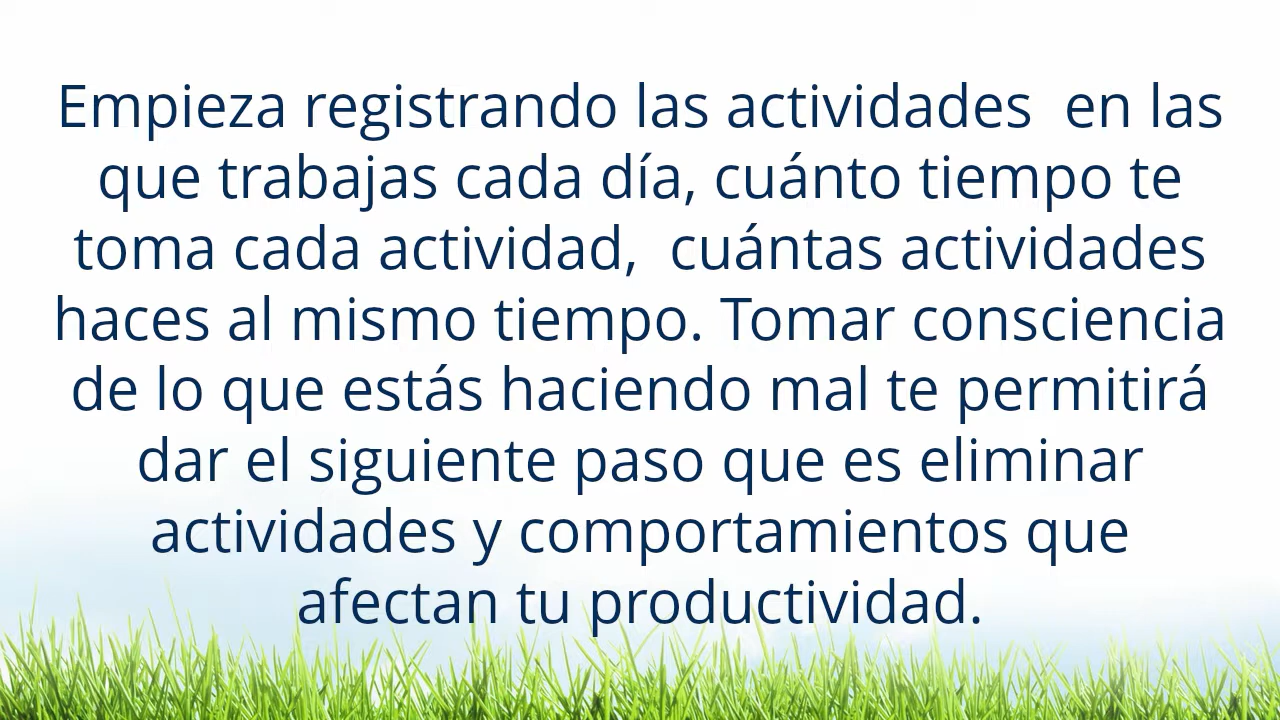 Empieza registrando las actividades  en las
que trabajas cada día, cuánto tiempo te
toma cada actividad,  cuántas actividades
haces al mismo tiempo. Tomar consciencia
de lo que estás haciendo mal te permitirá
dar el siguiente paso que es eliminar
actividades y comportamientos que
afectan tu productividad.